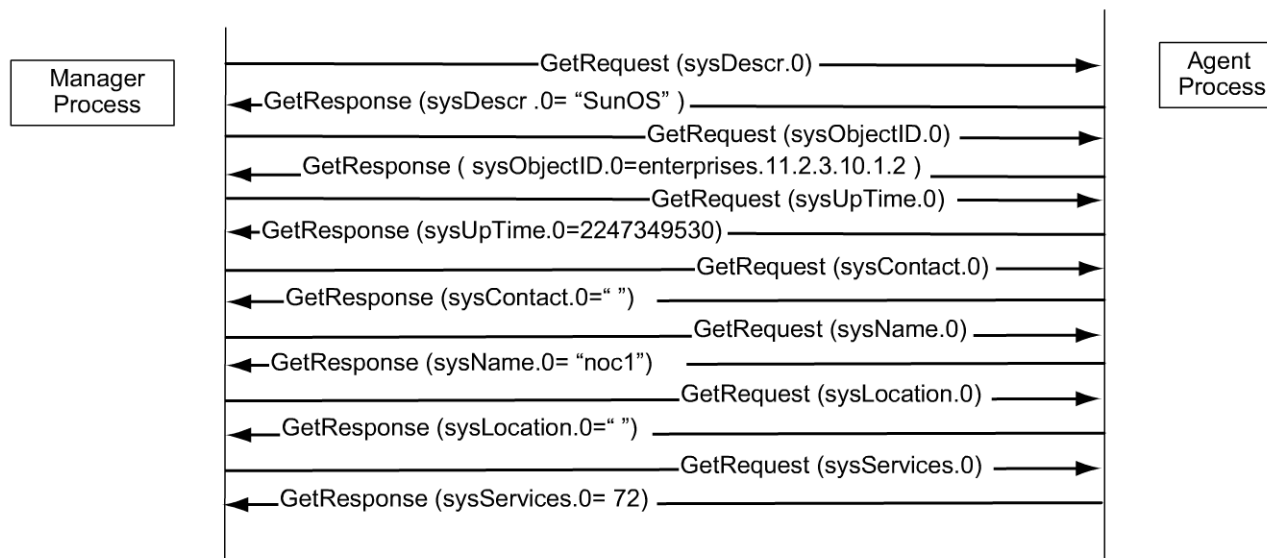 Manager
Process
Agent
Process
GetRequest (sysDescr.0)
GetResponse (sysDescr .0= “SunOS” )
GetRequest (sysObjectID.0)
GetResponse ( sysObjectID.0=enterprises.11.2.3.10.1.2 )
GetRequest (sysUpTime.0)
GetResponse (sysUpTime.0=2247349530)
GetRequest (sysContact.0)
GetResponse (sysContact.0=“ ”)
GetRequest (sysName.0)
GetResponse (sysName.0= “noc1”)
GetRequest (sysLocation.0)
GetResponse (sysLocation.0=“ ”)
GetRequest (sysServices.0)
GetResponse (sysServices.0= 72)